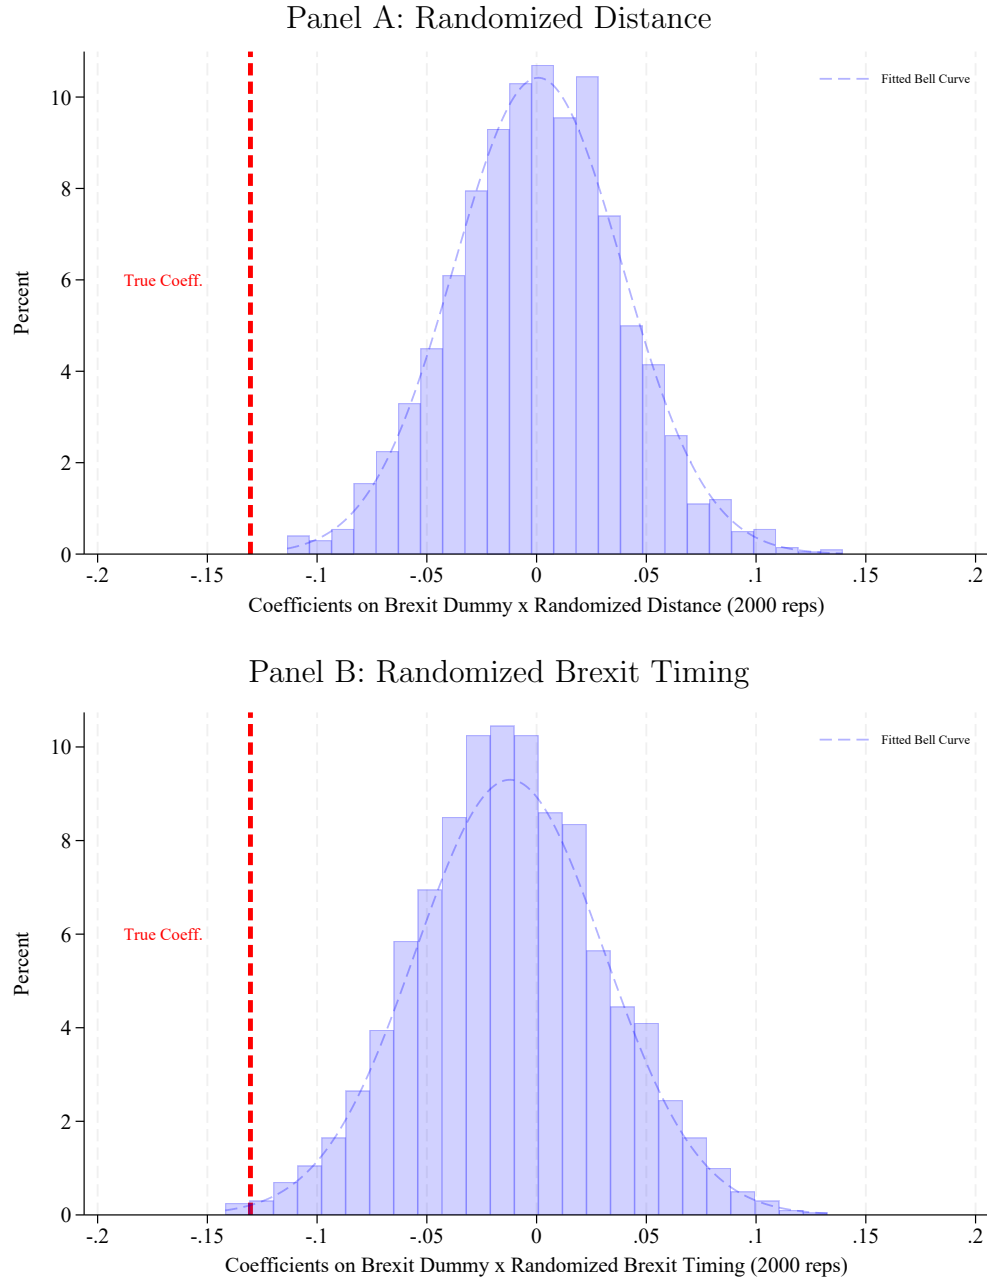 Panel A: Randomized Distance
Fitted Bell Curve
10
8
6
4
2
0
Percent
True Coeff.
-.2 -.15 -.1 -.05 0 .05 .1 .15 .2
Coefficients on Brexit Dummy x Randomized Distance (2000 reps)
Panel B: Randomized Brexit Timing
Fitted Bell Curve
10
8
6
4
2
0
Percent
True Coeff.
-.2 -.15 -.1 -.05 0 .05 .1 .15 .2
Coefficients on Brexit Dummy x Randomized Brexit Timing (2000 reps)